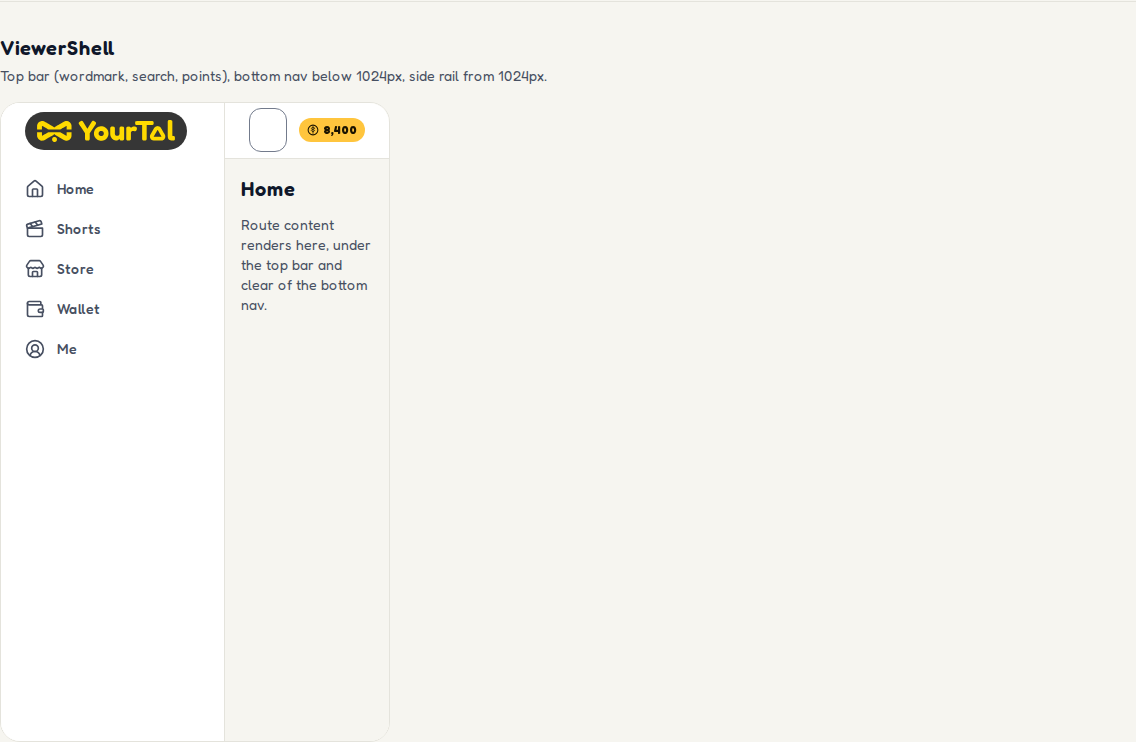 ViewerShell
Top bar (wordmark, search, points), bottom nav below 1024px, side rail from 1024px.
YourTal
8,400
Home
Shorts
Store
Wallet
Me
Home
Route content
renders here, under
the top bar and
clear of the bottom
nav.